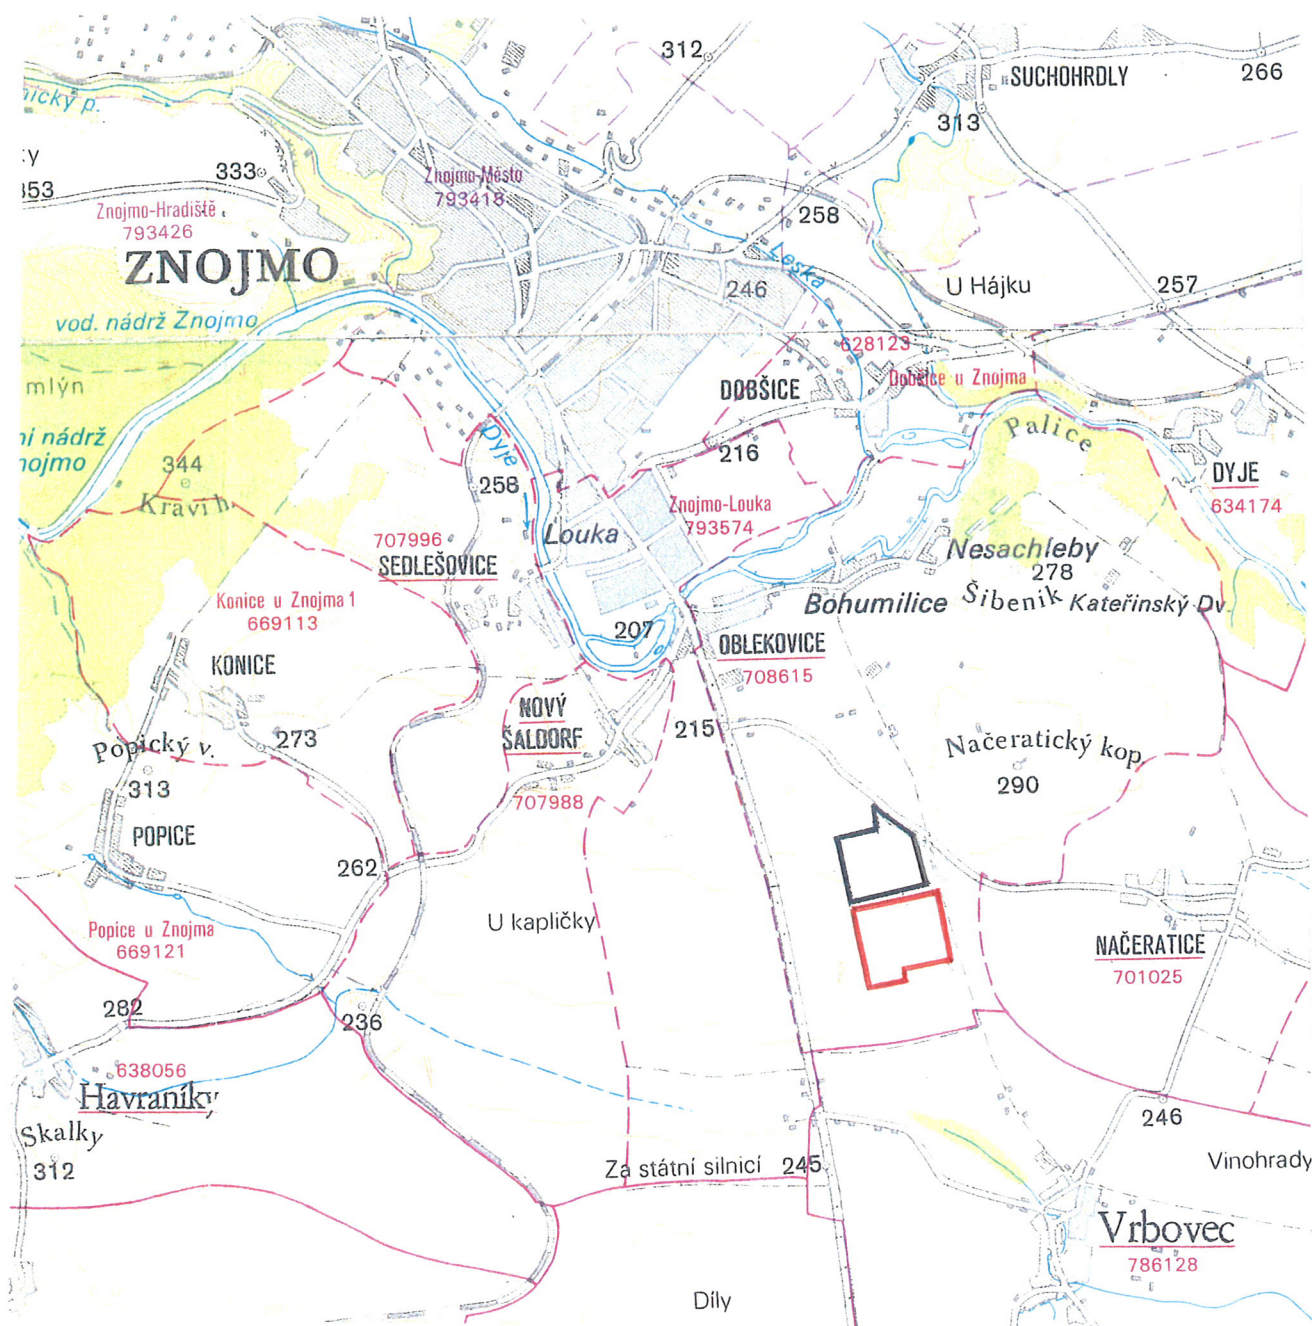 312
SUCHOHRDLY
266
nický p.
313
ky
353
333
Znojmo-Město
793418
Znojmo-Hradiště
793426
258
ZNOJMO
Leska
246
U Hájku
257
vod. nádrž Znojmo
628123
Dobšice u Znojma
mlýn
DOBŠICE
Palice
ní nádrž
nojmo
Dyje
216
344
258
DYJE
634174
Kraví h.
Znojmo-Louka
793574
707996
Louka
SEDLEŠOVICE
Nesachleby
278
Konice u Znojma 1
669113
Bohumilice
Šibeník
Kateřinský Dv.
207
OBLEKOVICE
708615
KONICE
NOVÝ
ŠALDORF
215
273
Popický v.
313
Načeratický kop.
290
707988
POPICE
262
U kapličky
Popice u Znojma
669121
NAČERATICE
701025
282
236
638056
Havraníky
246
Skalky
312
Za státní silnicí
245
Vinohrady
Vrbovec
786128
Díly